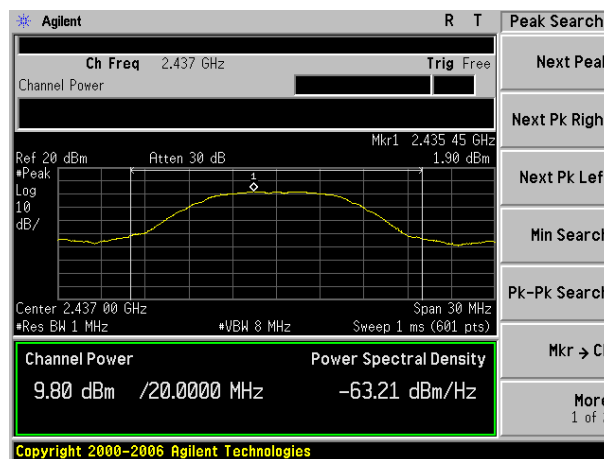 Agilent R T Peak Search
Ch Freq 2.437 GHz Trig Free
Channel Power
Next Peak
Next Pk Righ
Mkr1 2.435 45 GHz
Ref 20 dBm Atten 30 dB 1.90 dBm
#Peak
Log
10
dB/
1
Next Pk Lef
Min Search
Pk-Pk Search
Center 2.437 00 GHz Span 30 MHz
#Res BW 1 MHz #VBW 8 MHz Sweep 1 ms (601 pts)
Channel Power Power Spectral Density
9.80 dBm /20.0000 MHz -63.21 dBm/Hz
Mkr → C
More
1 of
Copyright 2000-2006 Agilent Technologies